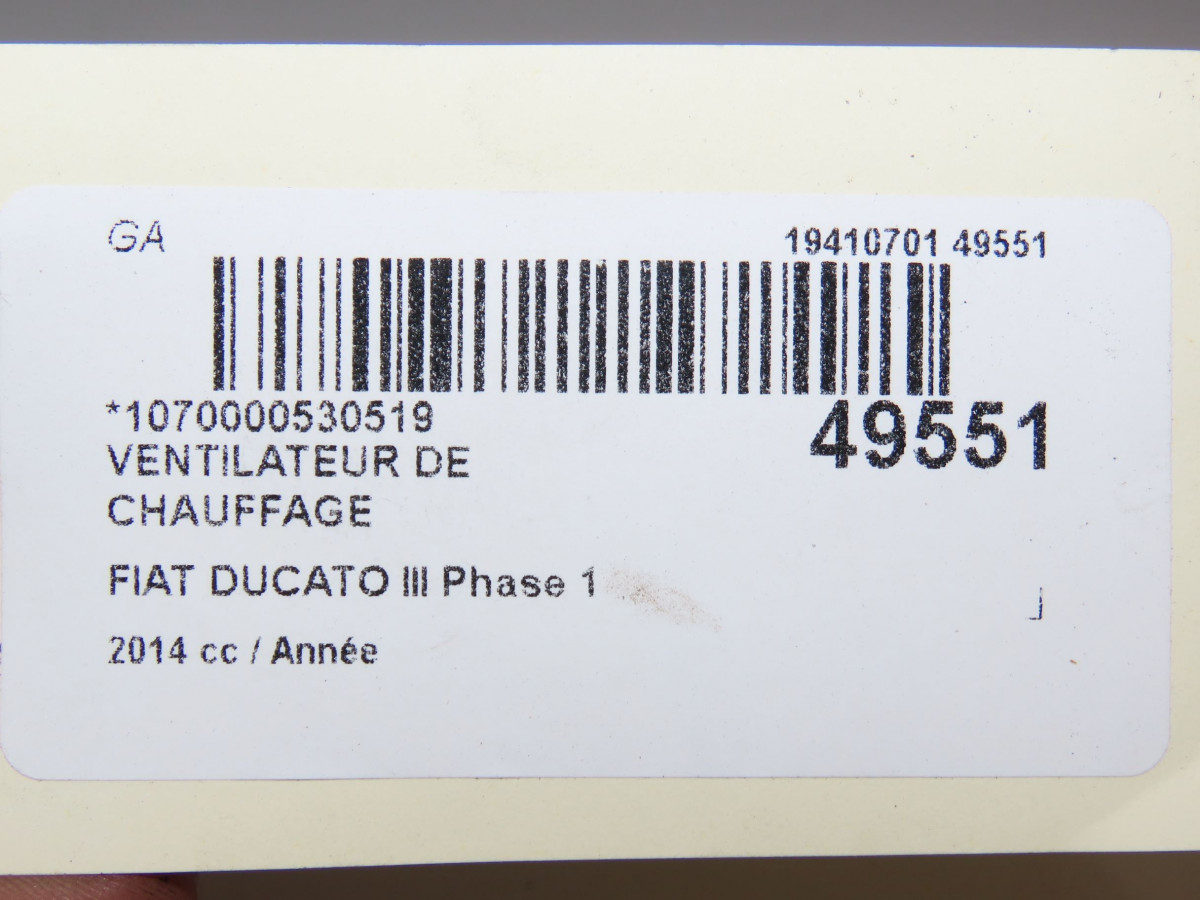 GA
19410701 49551
*1070000530519
49551
VENTILATEUR DE
CHAUFFAGE
FIAT DUCATO III Phase 1
2014 cc / Année